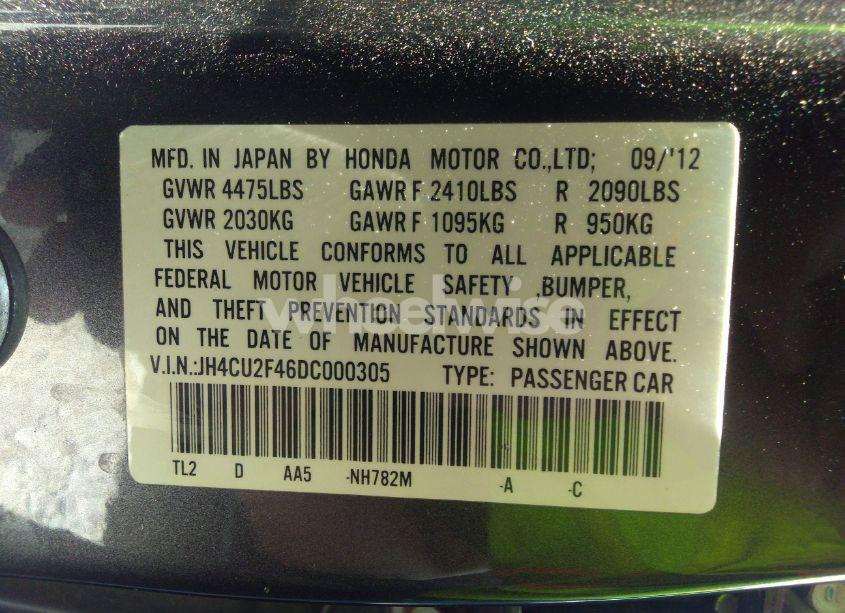 MFD. IN JAPAN BY HONDA MOTOR CO.,LTD; 09/'12
GVWR 4475LBS GAWR F 2410LBS R 2090LBS
GVWR 2030KG GAWR F 1095KG R 950KG
THIS VEHICLE CONFORMS TO ALL APPLICABLE
FEDERAL MOTOR VEHICLE SAFETY ,BUMPER,
AND THEFT PREVENTION STANDARDS IN EFFECT
wheelwise
ON THE DATE OF MANUFACTURE SHOWN ABOVE.
V.I.N.:JH4CU2F46DC000305 TYPE: PASSENGER CAR
TL2 D AA5 -NH782M -A -C